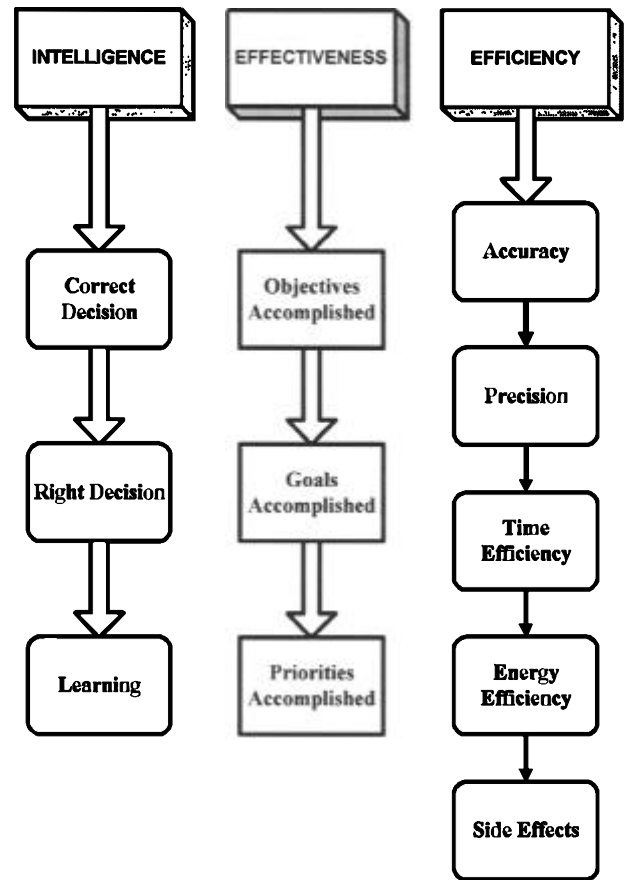 INTELLIGENCE
Correct
Decision
Right Decision
Learning
EFFECTIVENESS
Objectives
Accomplished
Goals
Accomplished
Priorities
Accomplished
EFFICIENCY
Accuracy
Precision
Time
Efficiency
Energy
Efficiency
Side Effects